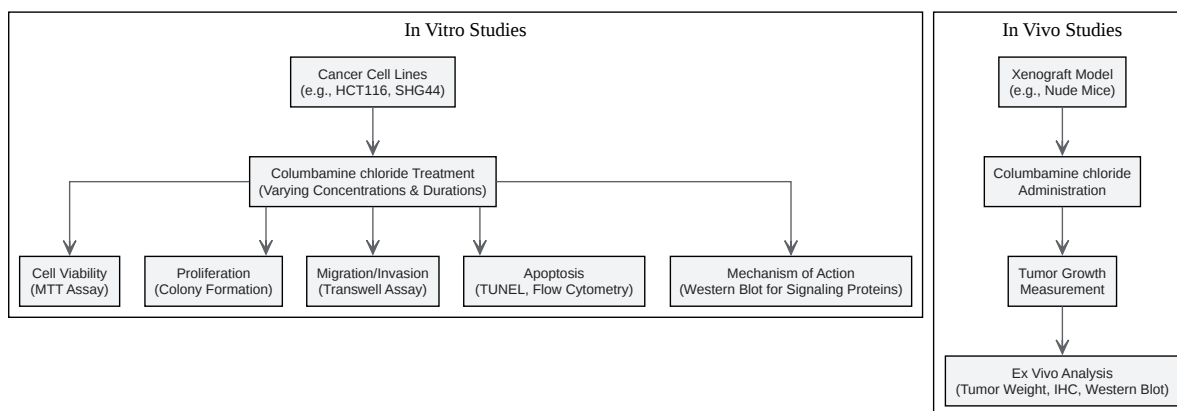 In Vitro Studies
Cancer Cell Lines
(e.g., HCT116, SHG44)
Columbamine chloride Treatment
(Varying Concentrations & Durations)
Cell Viability
(MTT Assay)
Proliferation
(Colony Formation)
Migration/Invasion
(Transwell Assay)
Apoptosis
(TUNEL, Flow Cytometry)
Mechanism of Action
(Western Blot for Signaling Proteins)
In Vivo Studies
Xenograft Model
(e.g., Nude Mice)
Columbamine chloride
Administration
Tumor Growth
Measurement
Ex Vivo Analysis
(Tumor Weight, IHC, Western Blot)